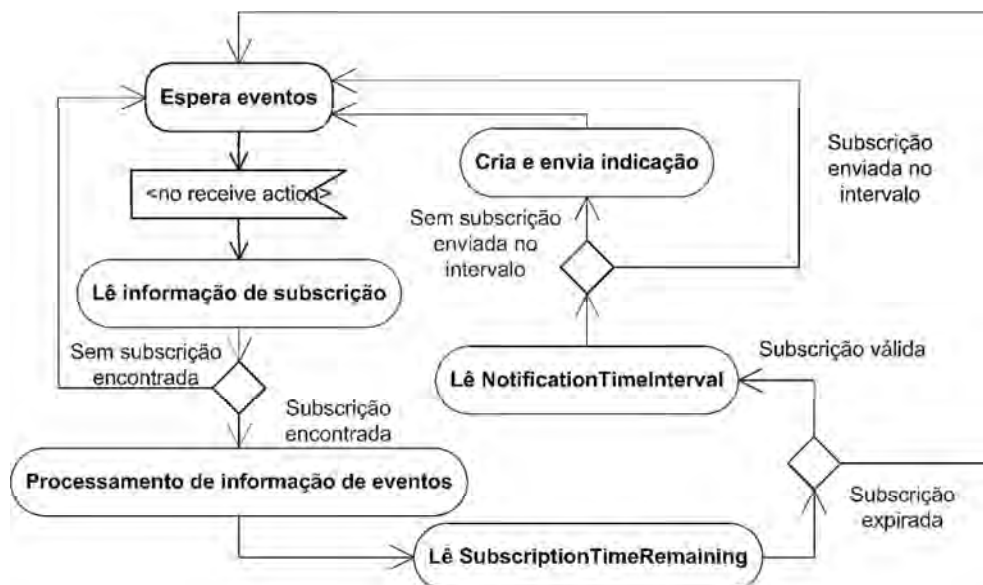 Espera eventos
<no receive action>
Lê informação de subscrição
Sem subscrição
encontrada
Subscrição
encontrada
Processamento de informação de eventos
Lê SubscriptionTimeRemaining
Subscrição
expirada
Subscrição válida
Lê NotificationTimeInterval
Sem subscrição
enviada no
intervalo
Cria e envia indicação
Subscrição
enviada no
intervalo